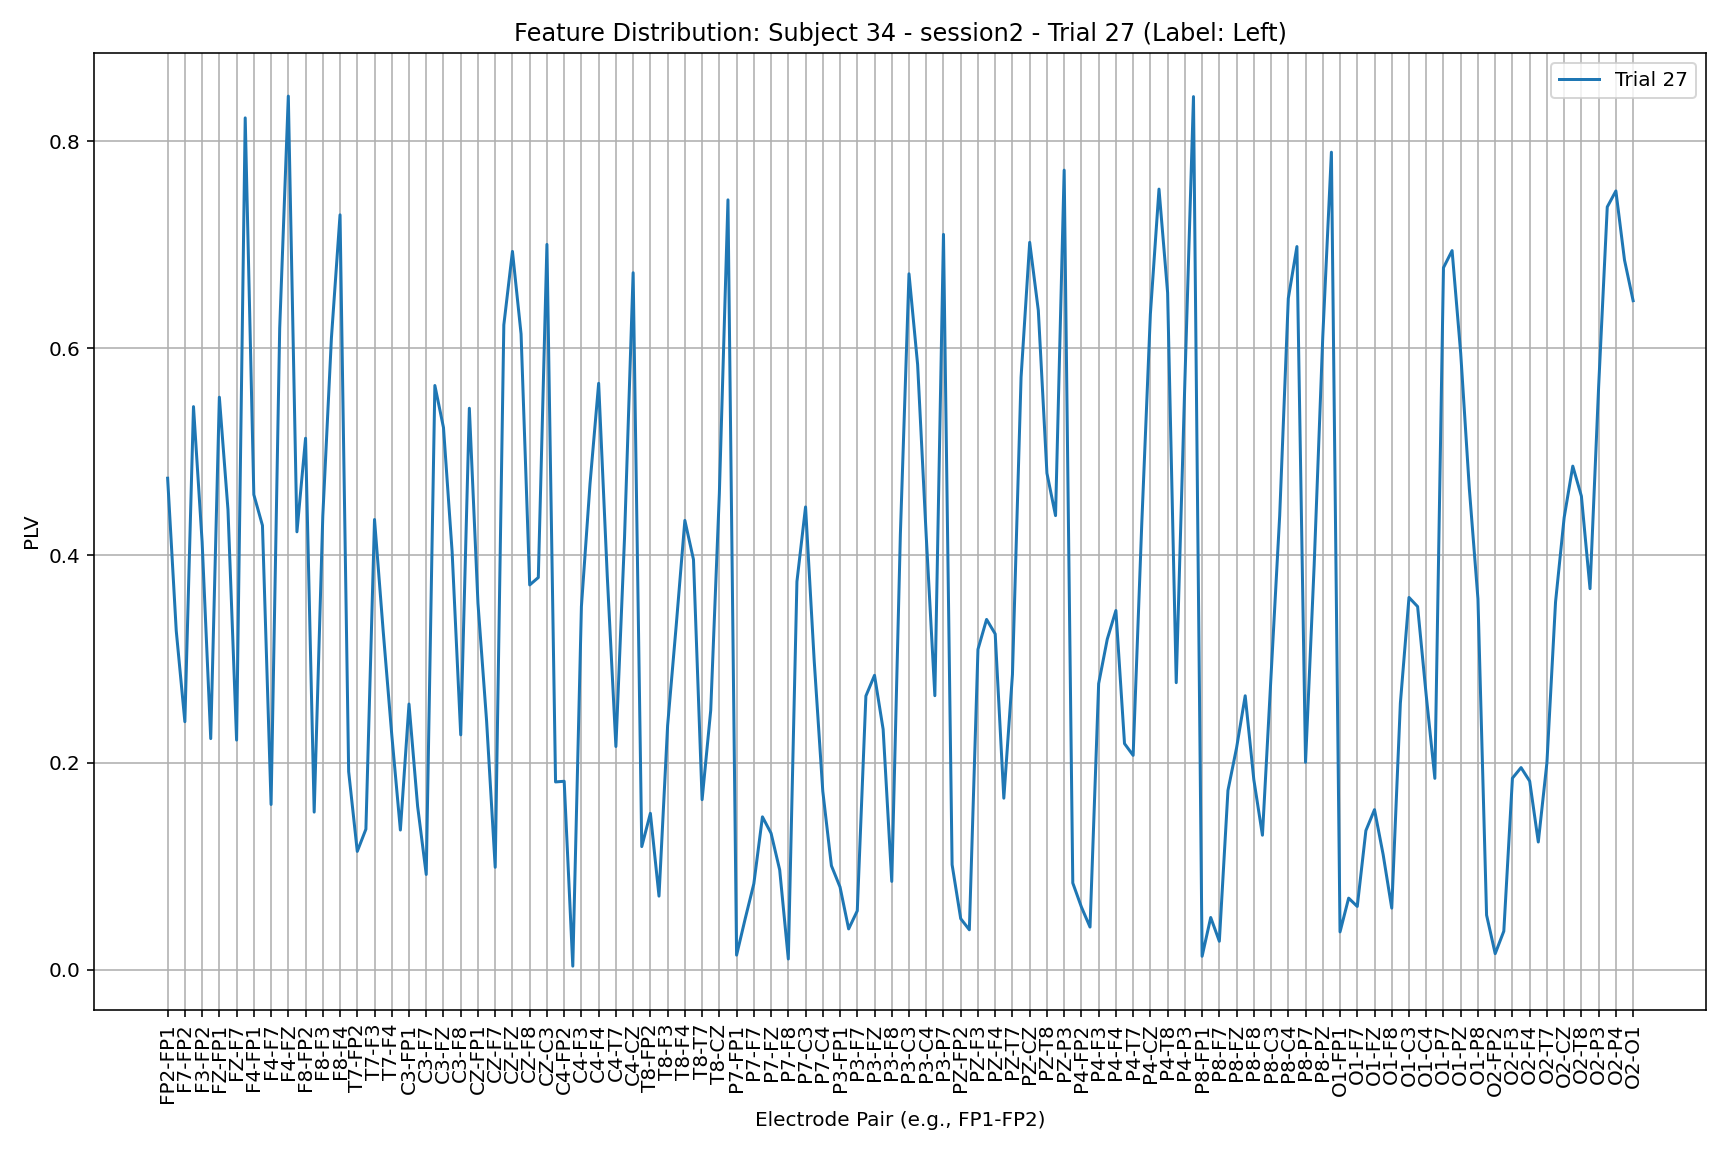 Feature Distribution: Subject 34 - session2 - Trial 27 (Label: Left)
Trial 27
PLV
0.8
0.6
0.4
0.2
0.0
FP2-FP1
F7-FP2
F3-FP2
FZ-FP1
FZ-F7
F4-FP1
F4-F7
F4-FZ
F8-FP2
F8-F3
F8-F4
T7-FP2
T7-F3
T7-F4
C3-FP1
C3-F7
C3-FZ
C3-F8
CZ-FP1
CZ-F7
CZ-FZ
CZ-F8
CZ-C3
C4-FP2
C4-F3
C4-F4
C4-T7
C4-CZ
T8-FP2
T8-F3
T8-F4
T8-T7
T8-CZ
P7-FP1
P7-F7
P7-FZ
P7-F8
P7-C3
P7-C4
P3-FP1
P3-F7
P3-FZ
P3-F8
P3-C3
P3-C4
P3-P7
PZ-FP2
PZ-F3
PZ-F4
PZ-T7
PZ-CZ
PZ-T8
PZ-P3
P4-FP2
P4-F3
P4-F4
P4-T7
P4-CZ
P4-T8
P4-P3
P8-FP1
P8-F7
P8-FZ
P8-F8
P8-C3
P8-C4
P8-P7
P8-PZ
O1-FP1
O1-F7
O1-FZ
O1-F8
O1-C3
O1-C4
O1-P7
O1-PZ
O1-P8
O2-FP2
O2-F3
O2-F4
O2-T7
O2-CZ
O2-T8
O2-P3
O2-P4
O2-O1
Electrode Pair (e.g., FP1-FP2)